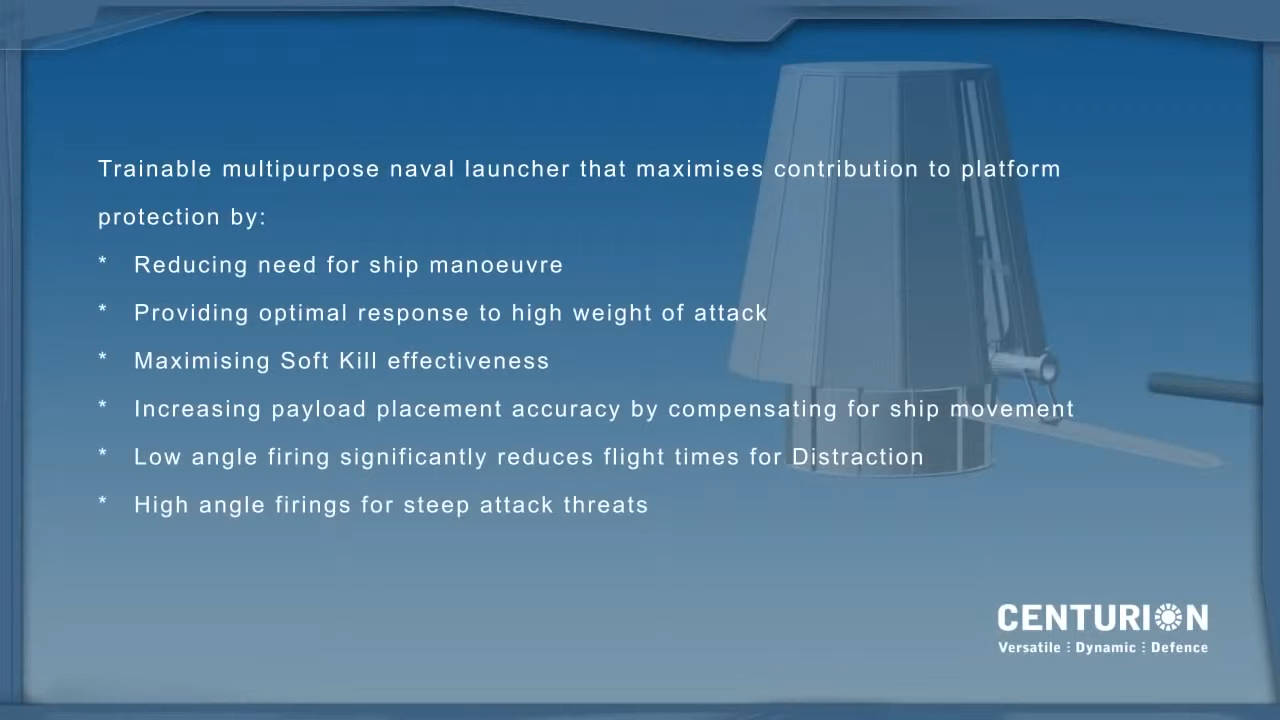 Trainable multipurpose naval launcher that maximises contribution to platform
protection by:
* Reducing need for ship manoeuvre
* Providing optimal response to high weight of attack
* Maximising Soft Kill effectiveness
* Increasing payload placement accuracy by compensating for ship movement
* Low angle firing significantly reduces flight times for Distraction
* High angle firings for steep attack threats
CENTURION
Versatile ⋮ Dynamic ⋮ Defence